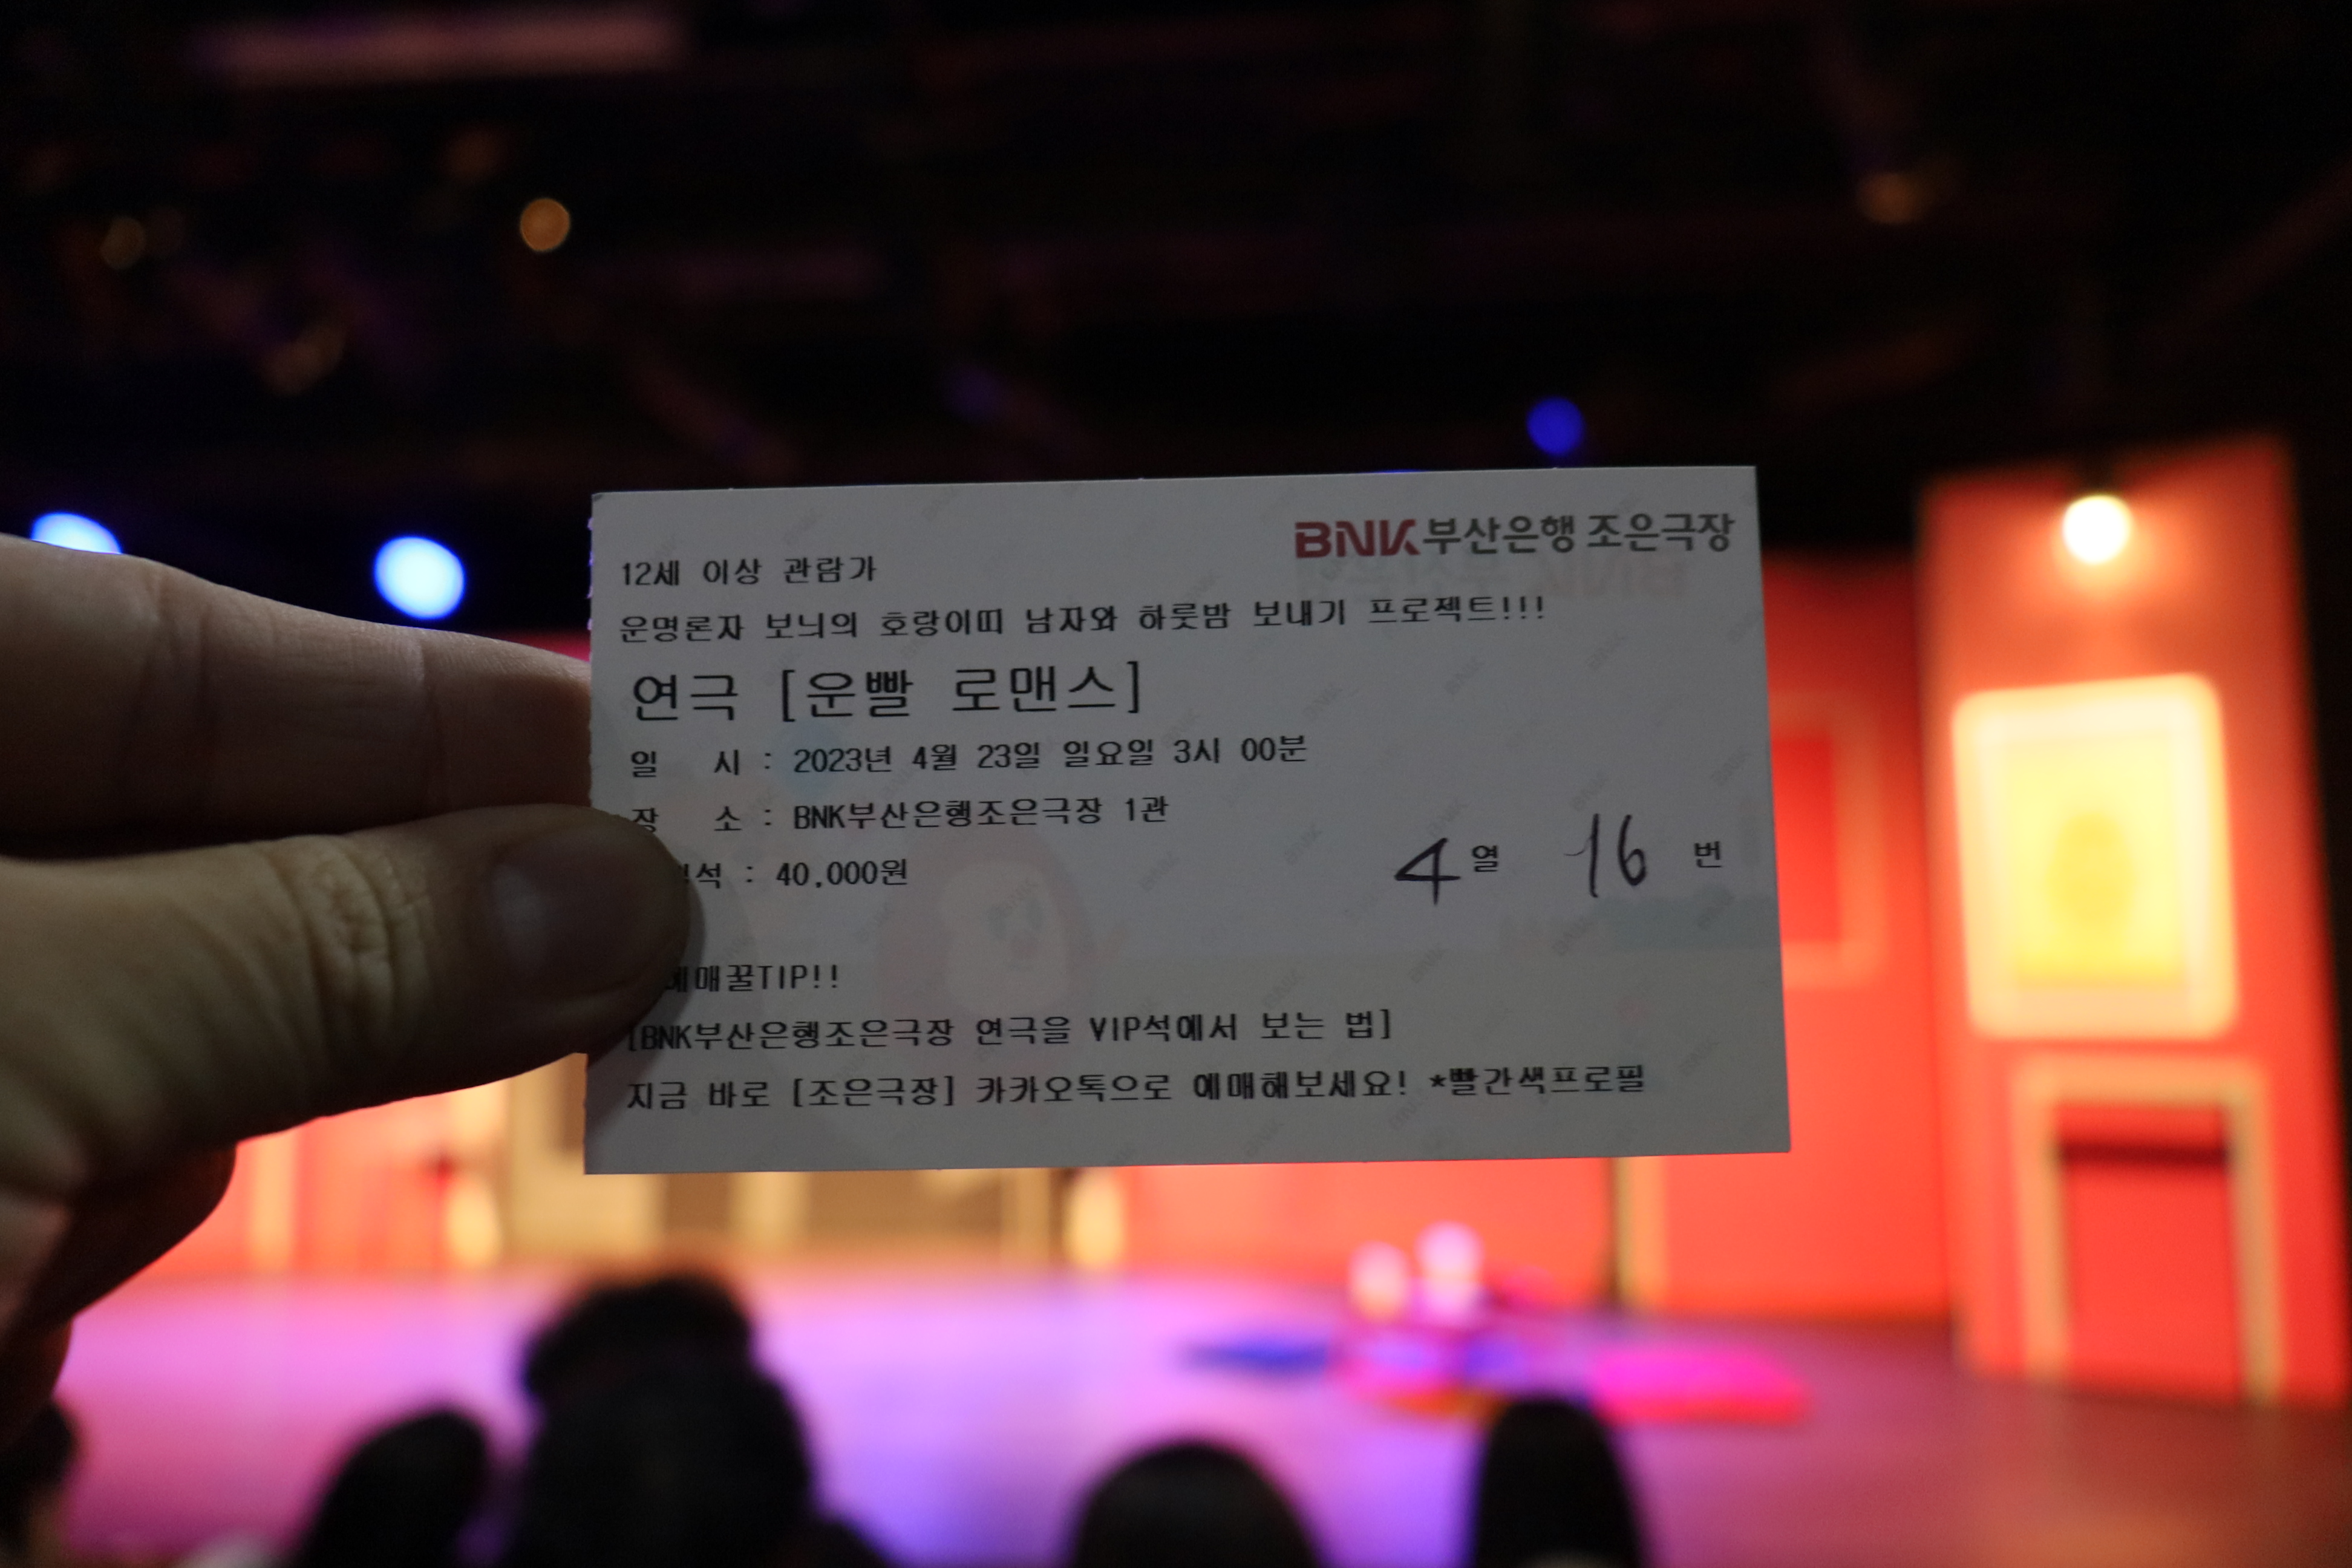 BNK부산은행 조은극장
12세 이상 관람가
운명론자 보늬의 호랑이띠 남자와 하룻밤 보내기 프로젝트!!!
연극 [운빨 로맨스]
일 시 : 2023년 4월 23일 일요일 3시 00분
장 소 : BNK부산은행조은극장 1관
: 40,000원
4 열 16 번
TIP!!
[BNK부산은행조은극장 연극을 VIP석에서 보는 법]
지금 바로 [조은극장] 카카오톡으로 예매해보세요! *빨간색프로필